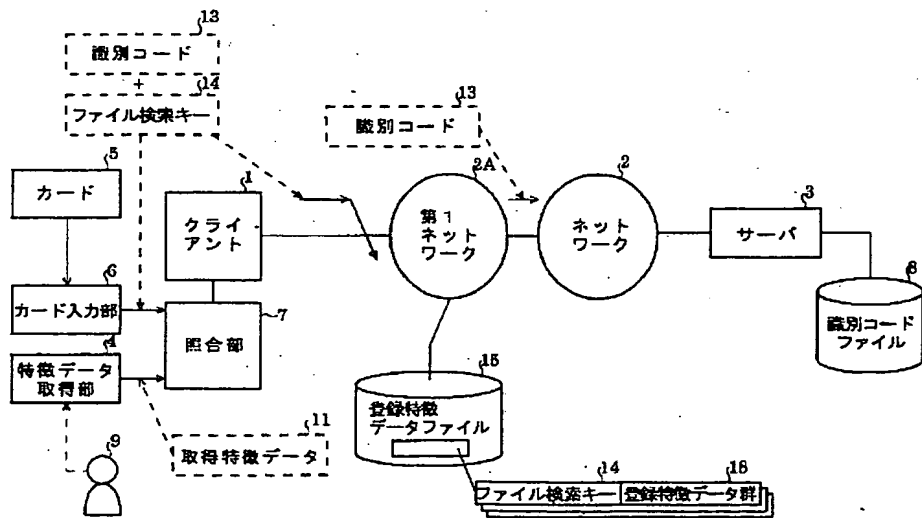 13
識別コード
+
14
ファイル検索キー
13
識別コード
5
カード
1
クライ
アント
2A
第1
ネット
ワーク
2
ネット
ワーク
3
サーバ
6
カード入力部
7
照合部
8
識別コード
ファイル
4
特徴データ
取得部
15
登録特徴
データファイル
9
11
取得特徴データ
14
18
ファイル検索キー 登録特徴データ群